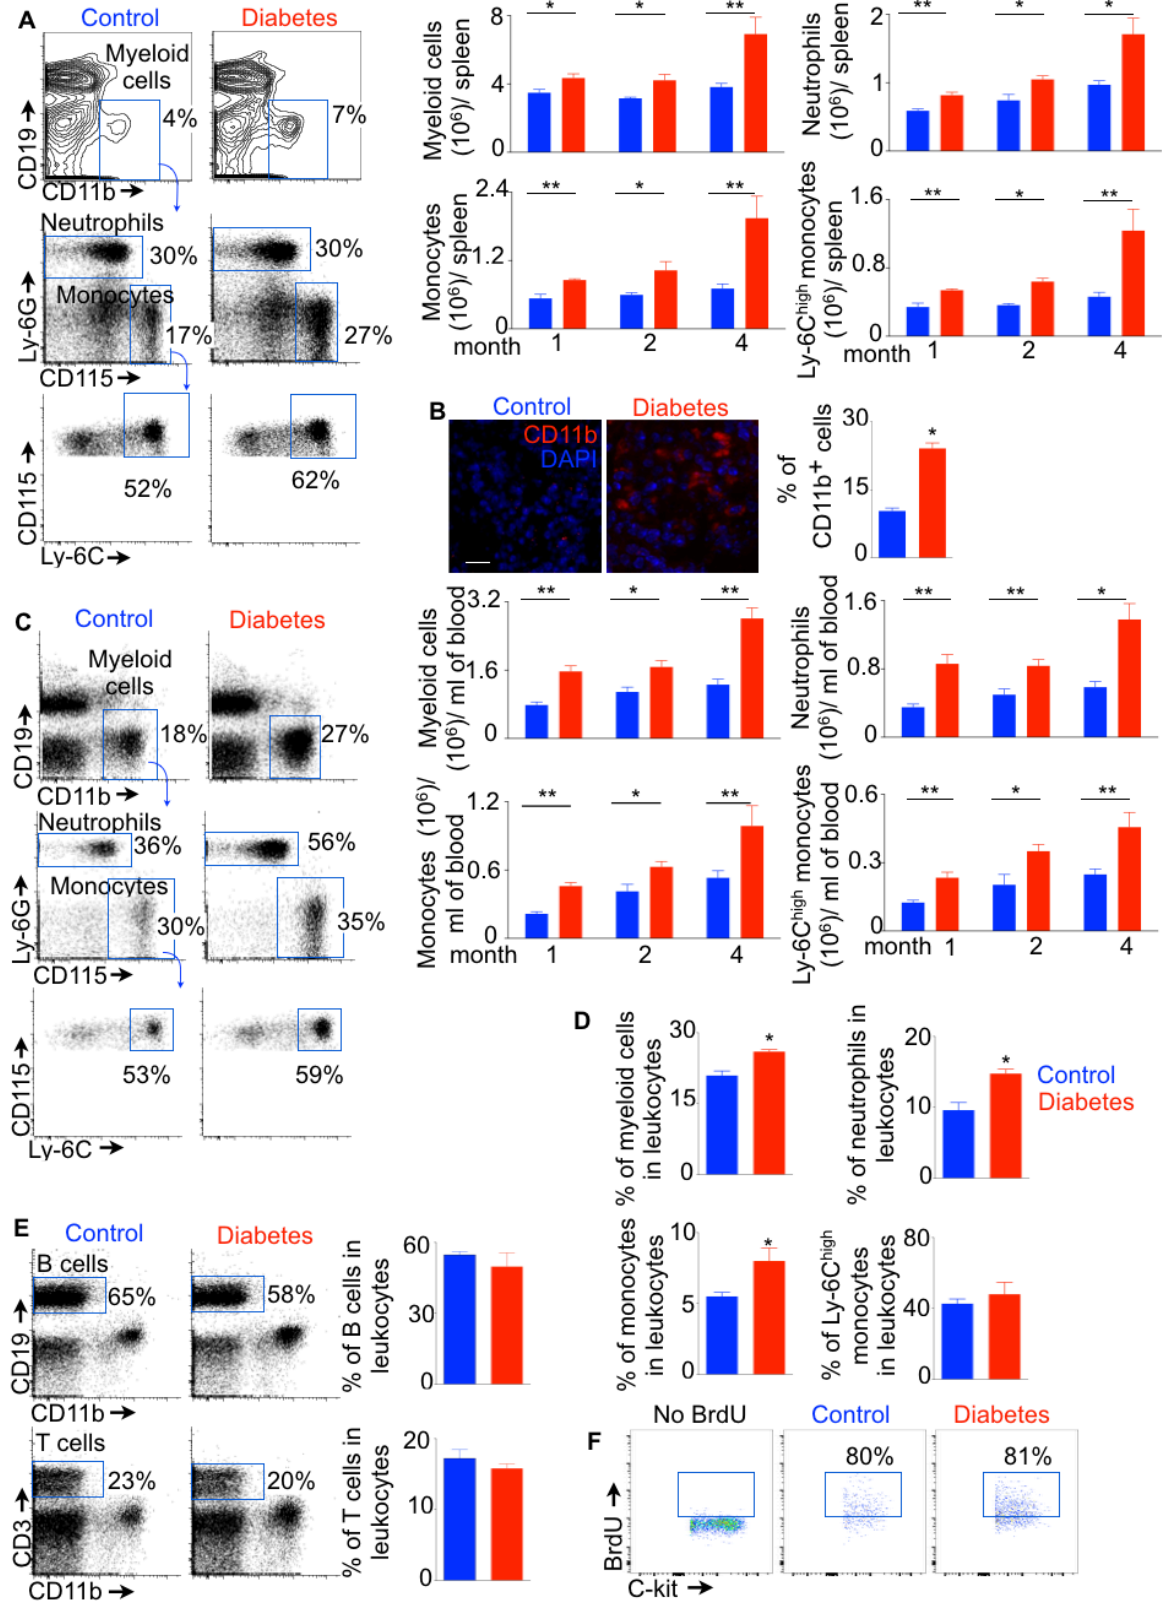 A
Control
Diabetes
Myeloid
cells
4%
7%
CD19
CD11b
Neutrophils
30%
30%
Monocytes
17%
27%
Ly-6G
CD115
52%
62%
CD115
Ly-6C
Myeloid cells
(10⁶)/ spleen
8
4
0
* * **
Neutrophils
(10⁶)/ spleen
2
1
0
** * *
Monocytes
(10⁶)/ spleen
2.4
1.2
0
** * **
month 1 2 4
Ly-6Chigh monocytes
(10⁶)/ spleen
1.6
0.8
0
** * **
month 1 2 4
B
Control
Diabetes
CD11b
DAPI
% of
CD11b⁺ cells
30
15
0
*
C
Control
Diabetes
Myeloid
cells
18%
27%
CD19
CD11b
Neutrophils
36%
56%
Monocytes
30%
35%
Ly-6G
CD115
53%
59%
CD115
Ly-6C
Myeloid cells
(10⁶)/ ml of blood
3.2
1.6
0
** * **
Neutrophils
(10⁶)/ ml of blood
1.6
0.8
0
** ** *
Monocytes (10⁶)/
ml of blood
1.2
0.6
0
** * **
month 1 2 4
Ly-6Chigh monocytes
(10⁶)/ ml of blood
0.6
0.3
0
** * **
month 1 2 4
D
% of myeloid cells
in leukocytes
30
15
0
*
% of neutrophils in
leukocytes
20
10
0
*
Control
Diabetes
% of monocytes
in leukocytes
10
5
0
*
% of Ly-6Chigh
monocytes
in leukocytes
80
40
0
E
Control
Diabetes
B cells
65%
58%
CD19
CD11b
% of B cells in
leukocytes
60
30
0
T cells
23%
20%
CD3
CD11b
% of T cells in
leukocytes
20
10
0
F
No BrdU
Control
Diabetes
80%
81%
BrdU
C-kit